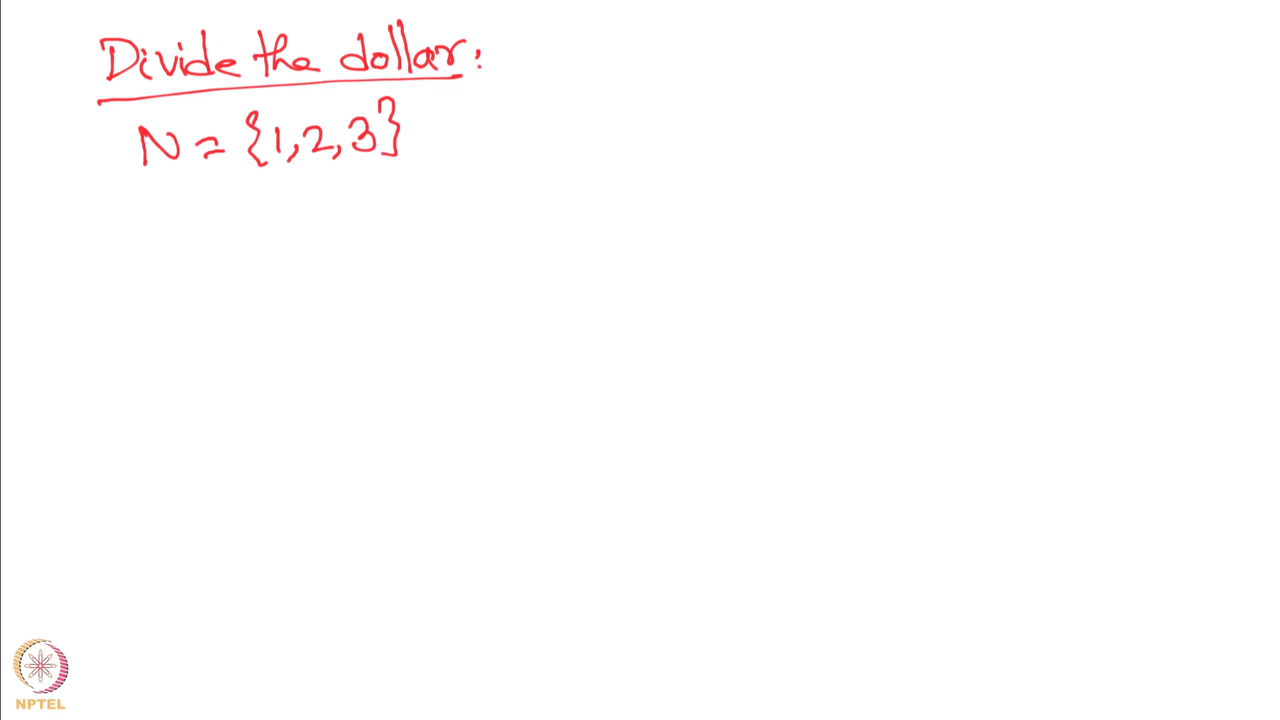 Divide the dollar:
N = {1,2,3}
NPTEL